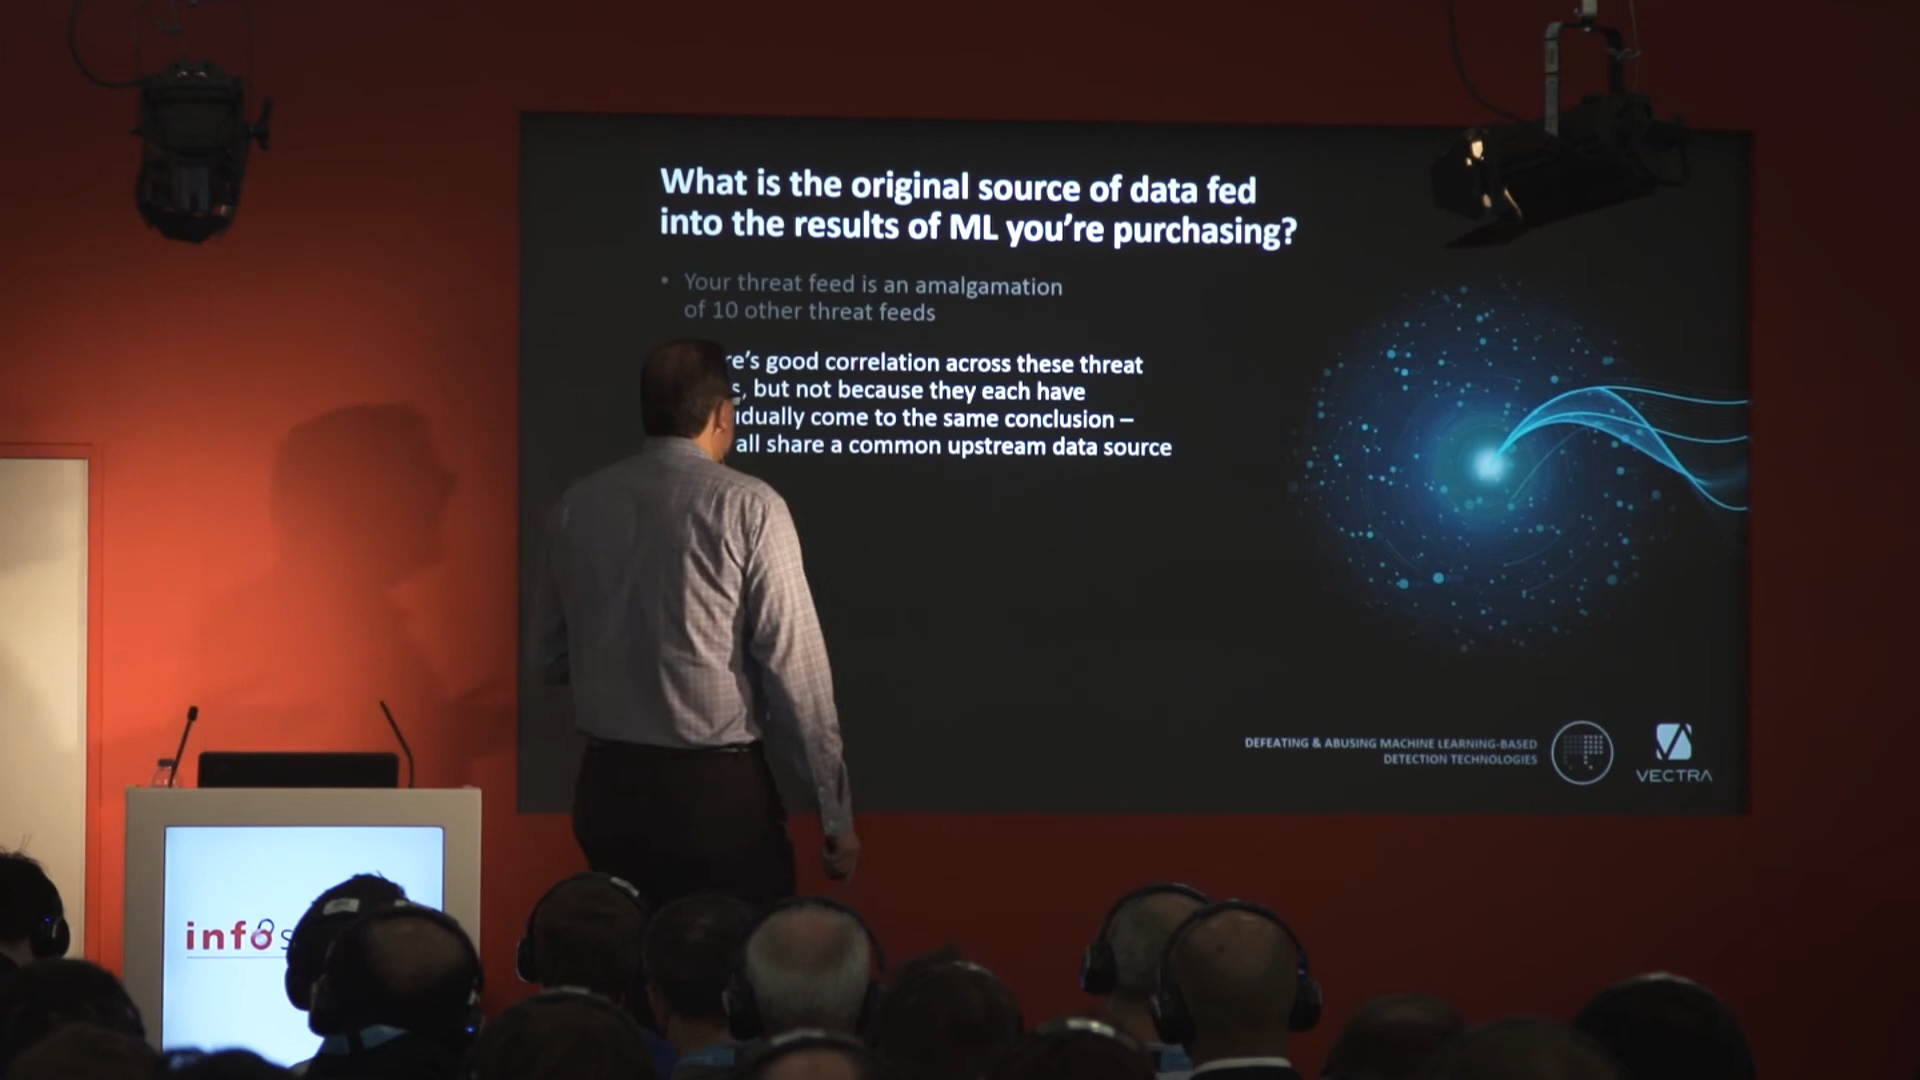 What is the original source of data fed
into the results of ML you're purchasing?
• Your threat feed is an amalgamation
of 10 other threat feeds
re's good correlation across these threat
s, but not because they each have
idually come to the same conclusion –
all share a common upstream data source
DEFEATING & ABUSING MACHINE LEARNING-BASED
DETECTION TECHNOLOGIES
VECTRA
infos